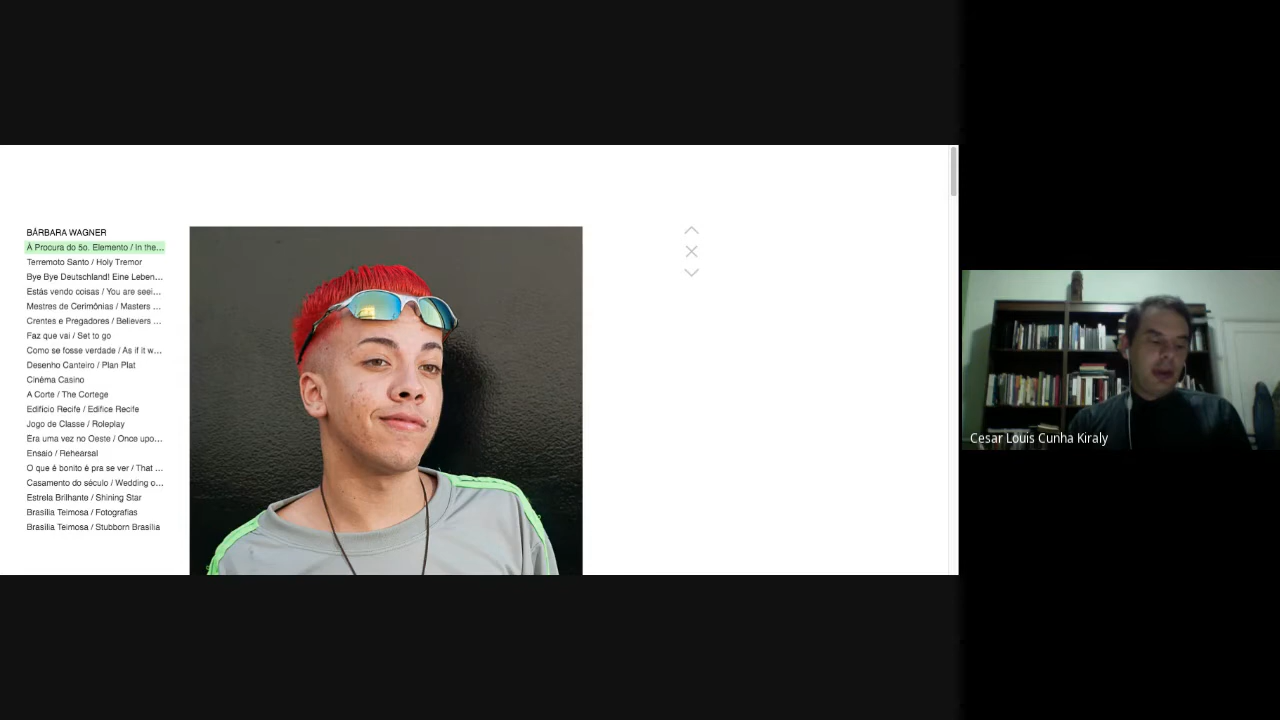 BÁRBARA WAGNER
À Procura do 5o. Elemento / In the...
Terremoto Santo / Holy Tremor
Bye Bye Deutschland! Eine Leben...
Estás vendo coisas / You are seei...
Mestres de Cerimônias / Masters ...
Crentes e Pregadores / Believers ...
Faz que vai / Set to go
Como se fosse verdade / As if it w...
Desenho Canteiro / Plan Plat
Cinéma Casino
A Corte / The Cortege
Edifício Recife / Edifice Recife
Jogo de Classe / Roleplay
Era uma vez no Oeste / Once upo...
Ensaio / Rehearsal
O que é bonito é pra se ver / That ...
Casamento do século / Wedding o...
Estrela Brilhante / Shining Star
Brasília Teimosa / Fotografias
Brasília Teimosa / Stubborn Brasília
Cesar Louis Cunha Kiraly